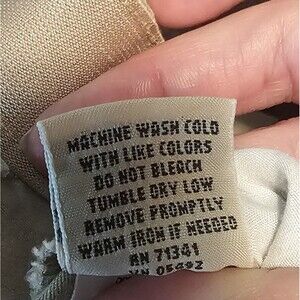 MACHINE WASH COLD
WITH LIKE COLORS
DO NOT BLEACH
TUMBLE DRY LOW
REMOVE PROMPTLY
WARM IRON IF NEEDED
RN 71341